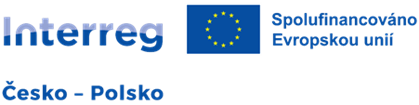 Interreg
Spolufinancováno
Evropskou unií
Česko – Polsko